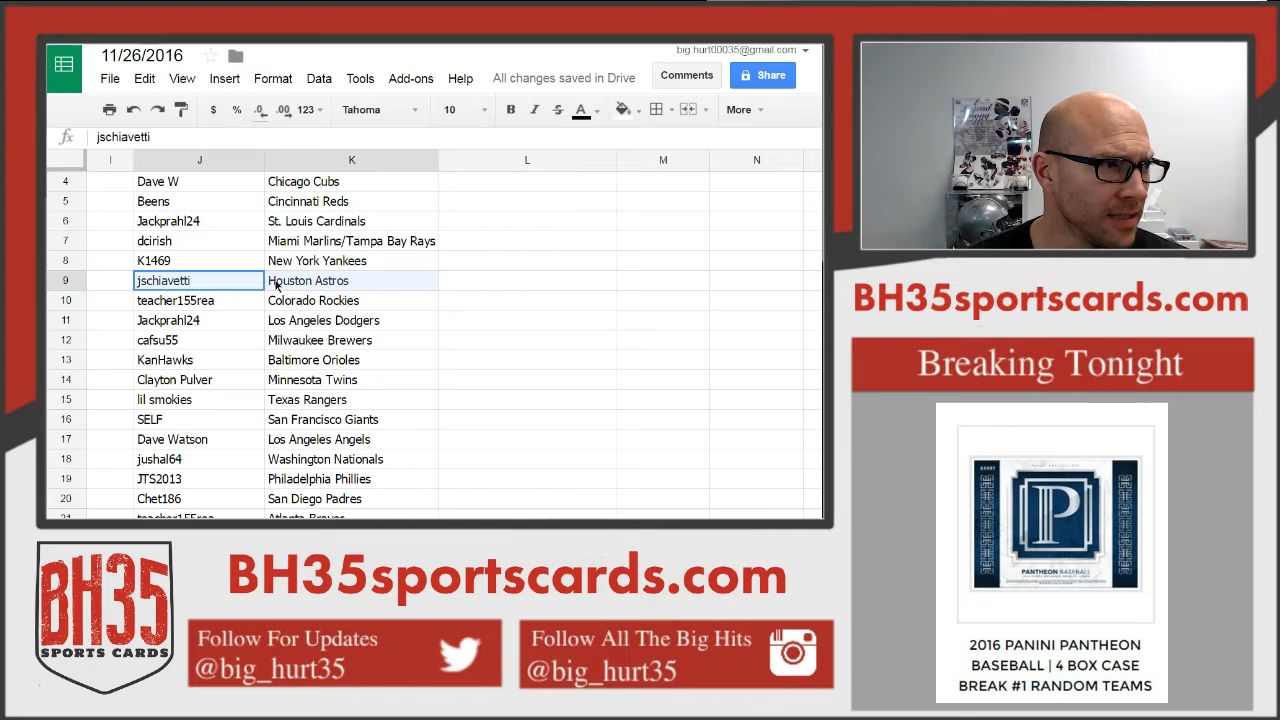 11/26/2016
big.hurt00035@gmail.com
File Edit View Insert Format Data Tools Add-ons Help All changes saved in Drive
Comments
Share
$ % .0 .00 123 Tahoma 10 B I S A More
fx jschiavetti
I J K L M N
4 Dave W Chicago Cubs
5 Beens Cincinnati Reds
6 Jackprahl24 St. Louis Cardinals
7 dcirish Miami Marlins/Tampa Bay Rays
8 K1469 New York Yankees
9 jschiavetti Houston Astros
10 teacher155rea Colorado Rockies
11 Jackprahl24 Los Angeles Dodgers
12 cafsu55 Milwaukee Brewers
13 KanHawks Baltimore Orioles
14 Clayton Pulver Minnesota Twins
15 lil smokies Texas Rangers
16 SELF San Francisco Giants
17 Dave Watson Los Angeles Angels
18 jushal64 Washington Nationals
19 JTS2013 Philadelphia Phillies
20 Chet186 San Diego Padres
21 teacher155rea Atlanta Braves
BH35sportscards.com
Breaking Tonight
P
PANTHEON BASEBALL
2016 PANINI PANTHEON
BASEBALL | 4 BOX CASE
BREAK #1 RANDOM TEAMS
BH35
SPORTS CARDS
BH35sportscards.com
Follow For Updates
@big_hurt35
Follow All The Big Hits
@big_hurt35